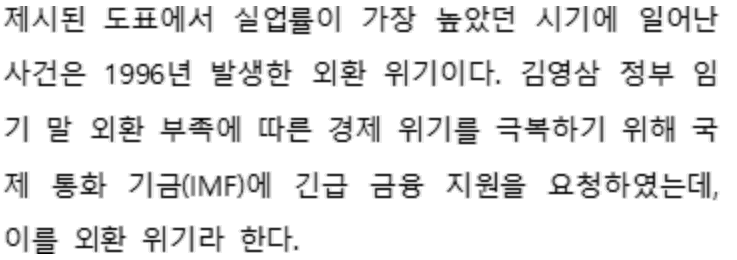 제시된 도표에서 실업률이 가장 높았던 시기에 일어난
사건은 1996년 발생한 외환 위기이다. 김영삼 정부 임
기 말 외환 부족에 따른 경제 위기를 극복하기 위해 국
제 통화 기금(IMF)에 긴급 금융 지원을 요청하였는데,
이를 외환 위기라 한다.